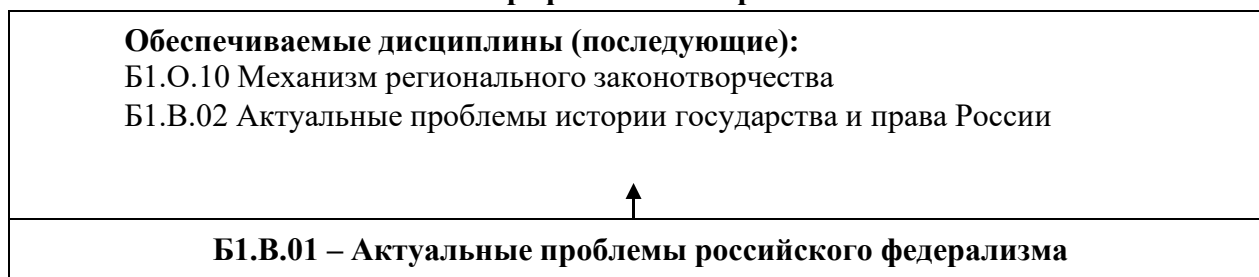 Обеспечиваемые дисциплины (последующие):
Б1.О.10 Механизм регионального законотворчества
Б1.В.02 Актуальные проблемы истории государства и права России
Б1.В.01 – Актуальные проблемы российского федерализма